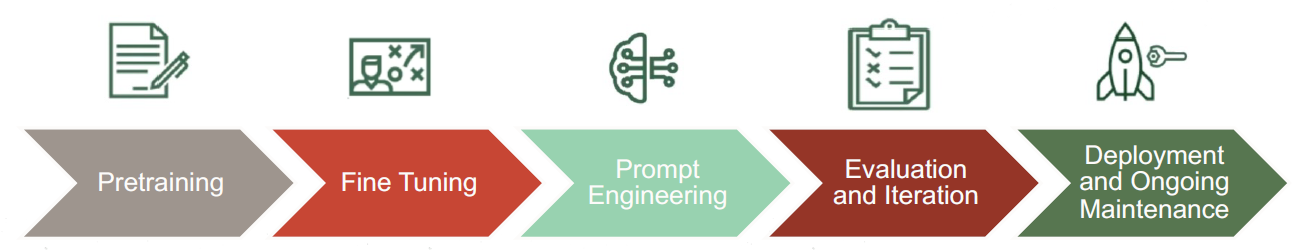 Pretraining
Fine Tuning
Prompt
Engineering
Evaluation
and Iteration
Deployment
and Ongoing
Maintenance